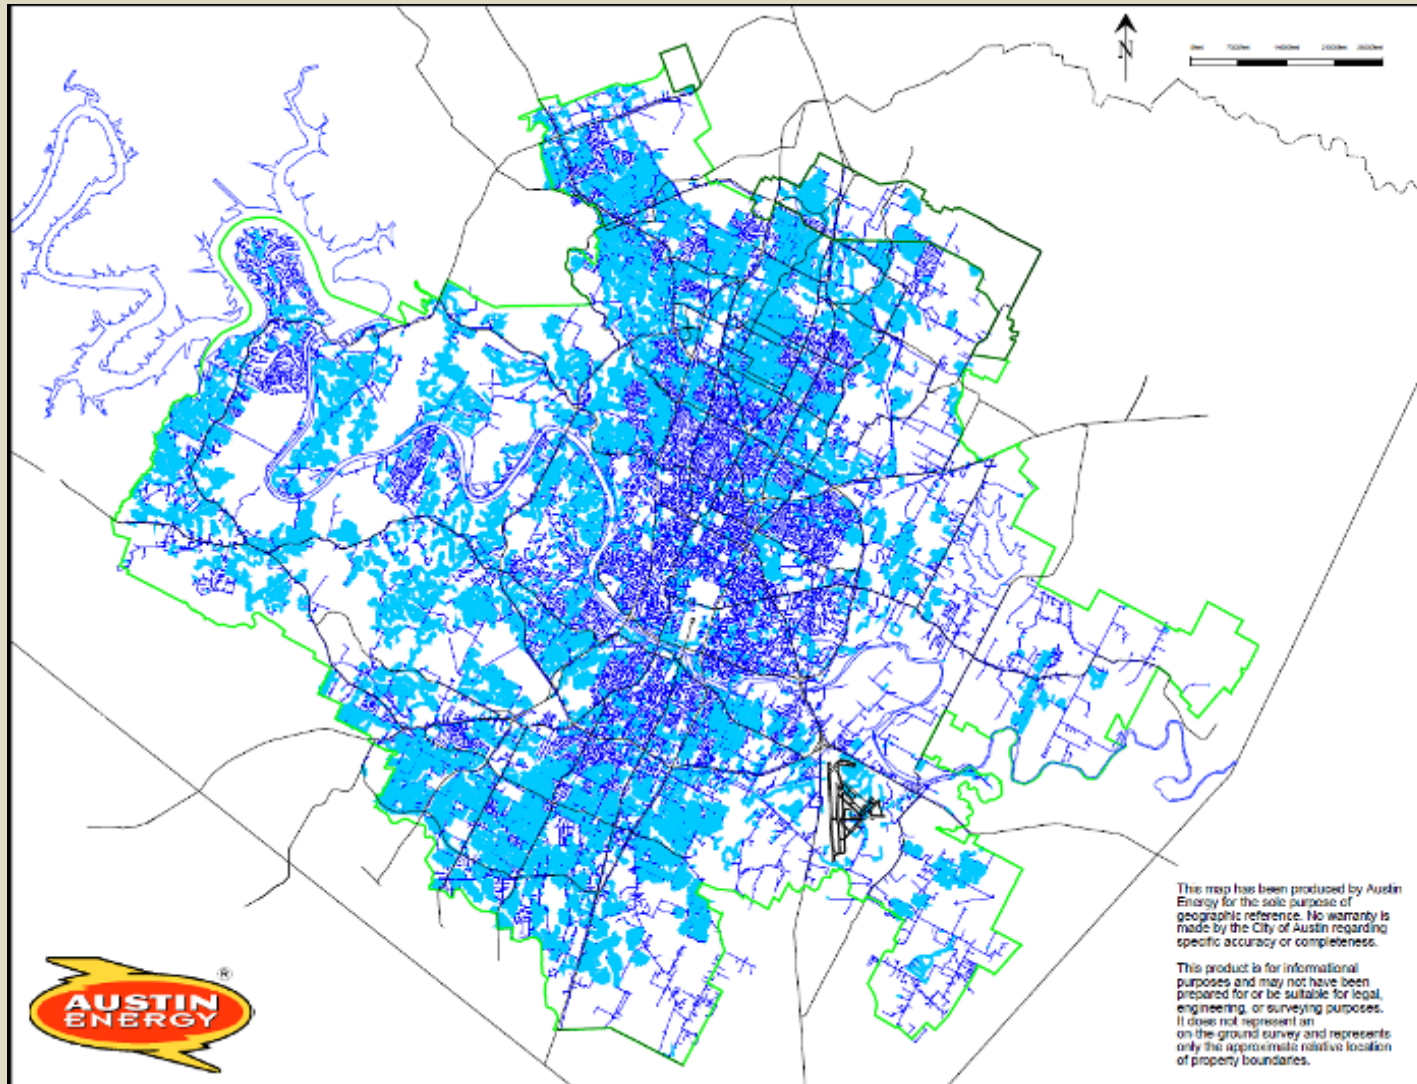 N
This map has been produced by Austin
Energy for the sole purpose of
geographic reference. No warranty is
made by the City of Austin regarding
specific accuracy or completeness.
This product is for informational
purposes and may not have been
prepared for or be suitable for legal,
engineering, or surveying purposes.
It does not represent an
on-the-ground survey and represents
only the approximate relative location
of property boundaries.
®
AUSTIN
ENERGY